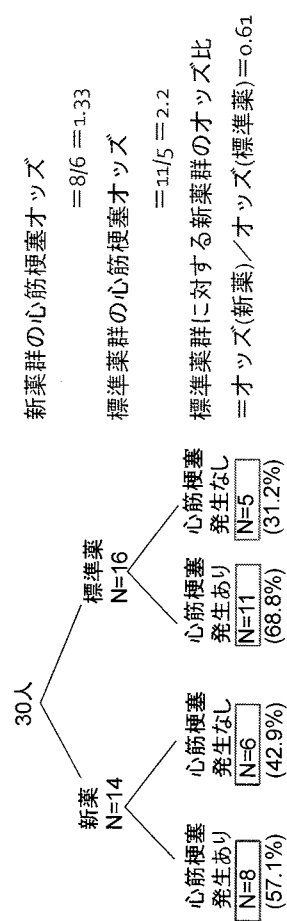 30人
新薬
N=14
標準薬
N=16
心筋梗塞
発生あり
N=8
(57.1%)
心筋梗塞
発生なし
N=6
(42.9%)
心筋梗塞
発生あり
N=11
(68.8%)
心筋梗塞
発生なし
N=5
(31.2%)
新薬群の心筋梗塞オッズ
=8/6=1.33
標準薬群の心筋梗塞オッズ
=11/5=2.2
標準薬群に対する新薬群のオッズ比
=オッズ(新薬)/オッズ(標準薬)=0.61